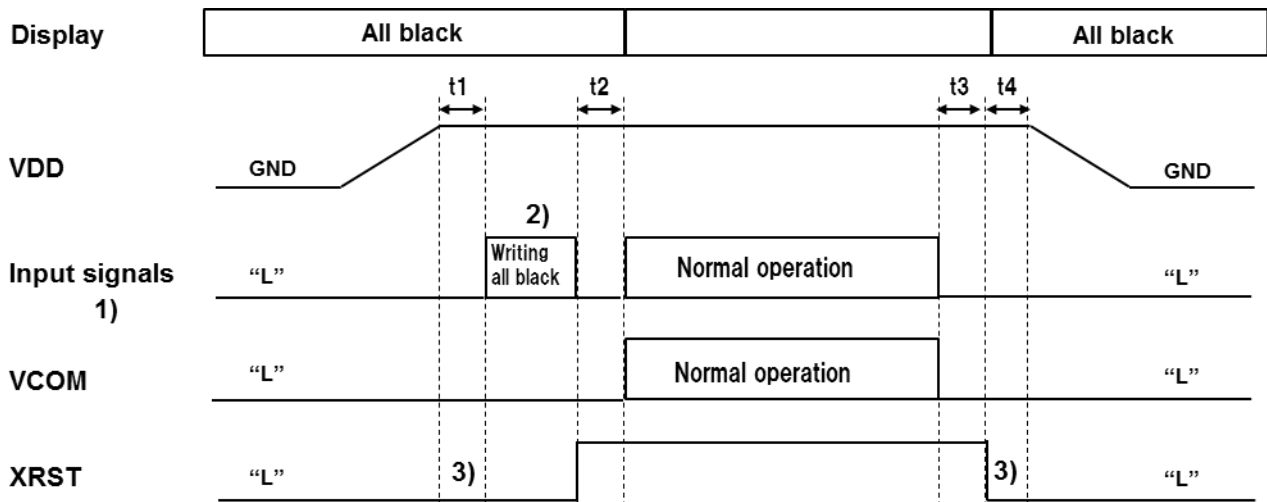 Display
All black
All black
t1
t2
t3
t4
VDD
GND
GND
2)
Input signals
1)
“L”
Writing
all black
Normal operation
“L”
VCOM
“L”
Normal operation
“L”
XRST
“L”
3)
3)
“L”